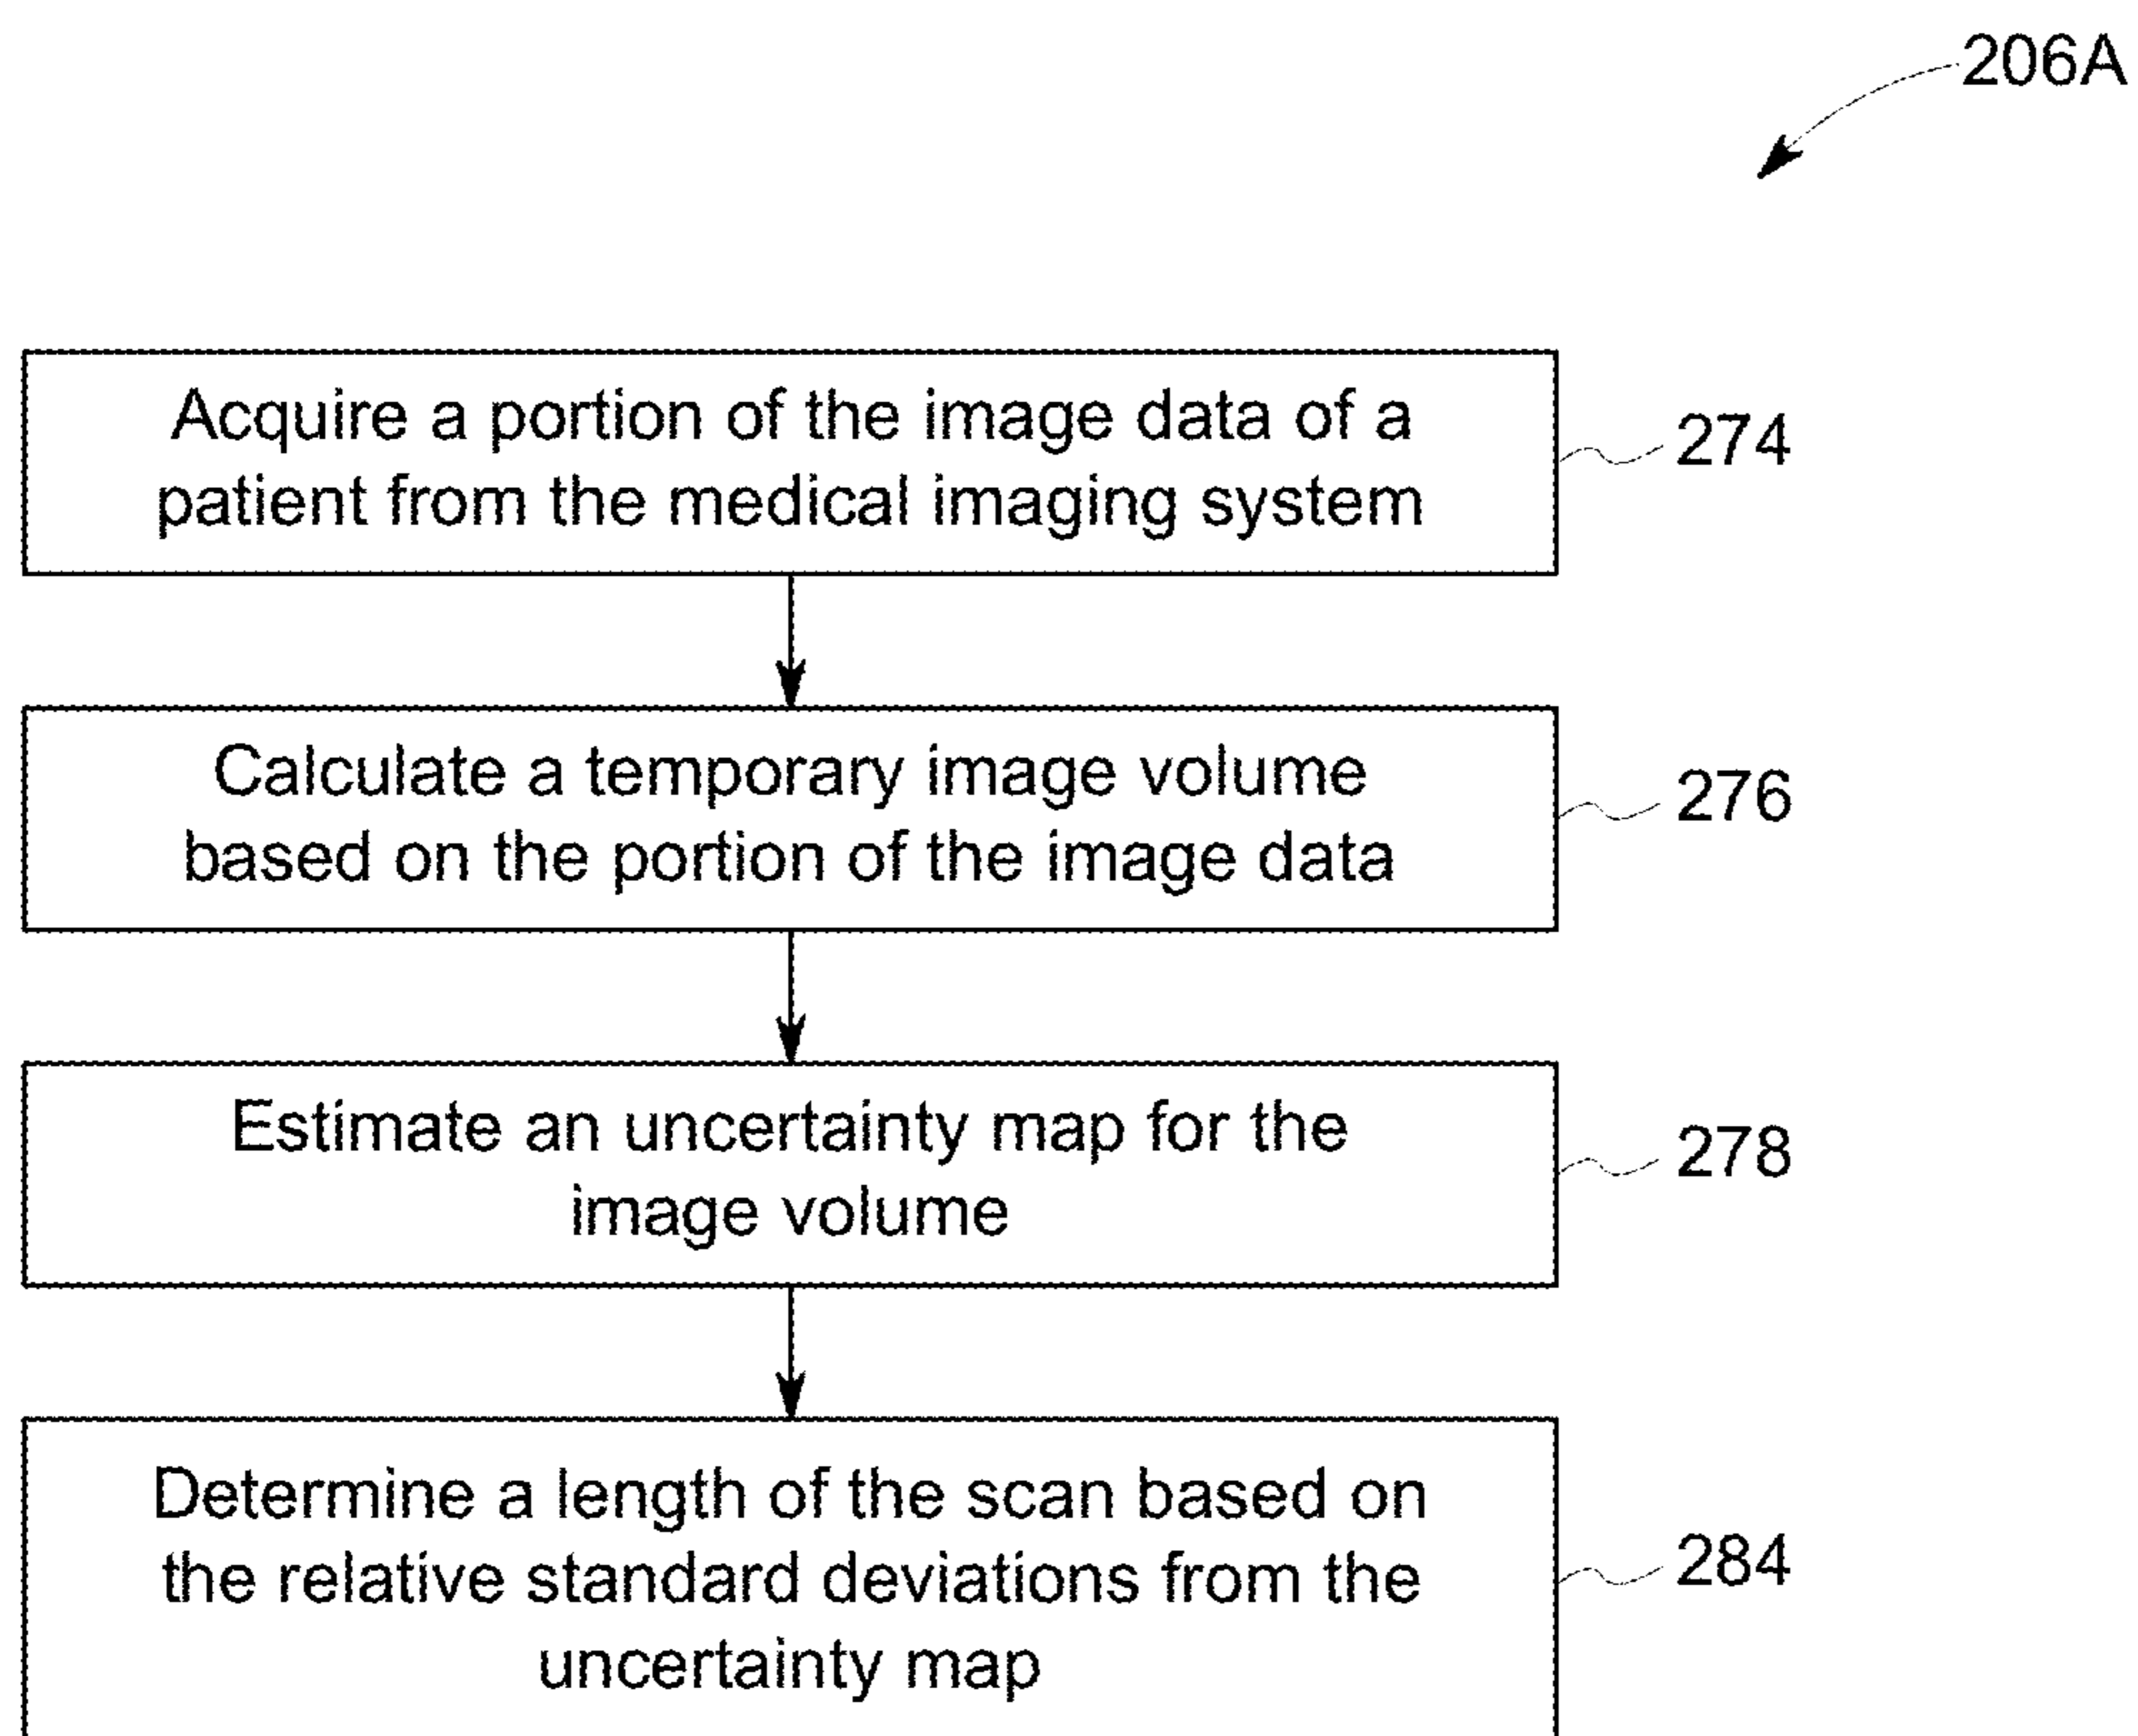 206A
Acquire a portion of the image data of a
patient from the medical imaging system
274
Calculate a temporary image volume
based on the portion of the image data
276
Estimate an uncertainty map for the
image volume
278
Determine a length of the scan based on
the relative standard deviations from the
uncertainty map
284